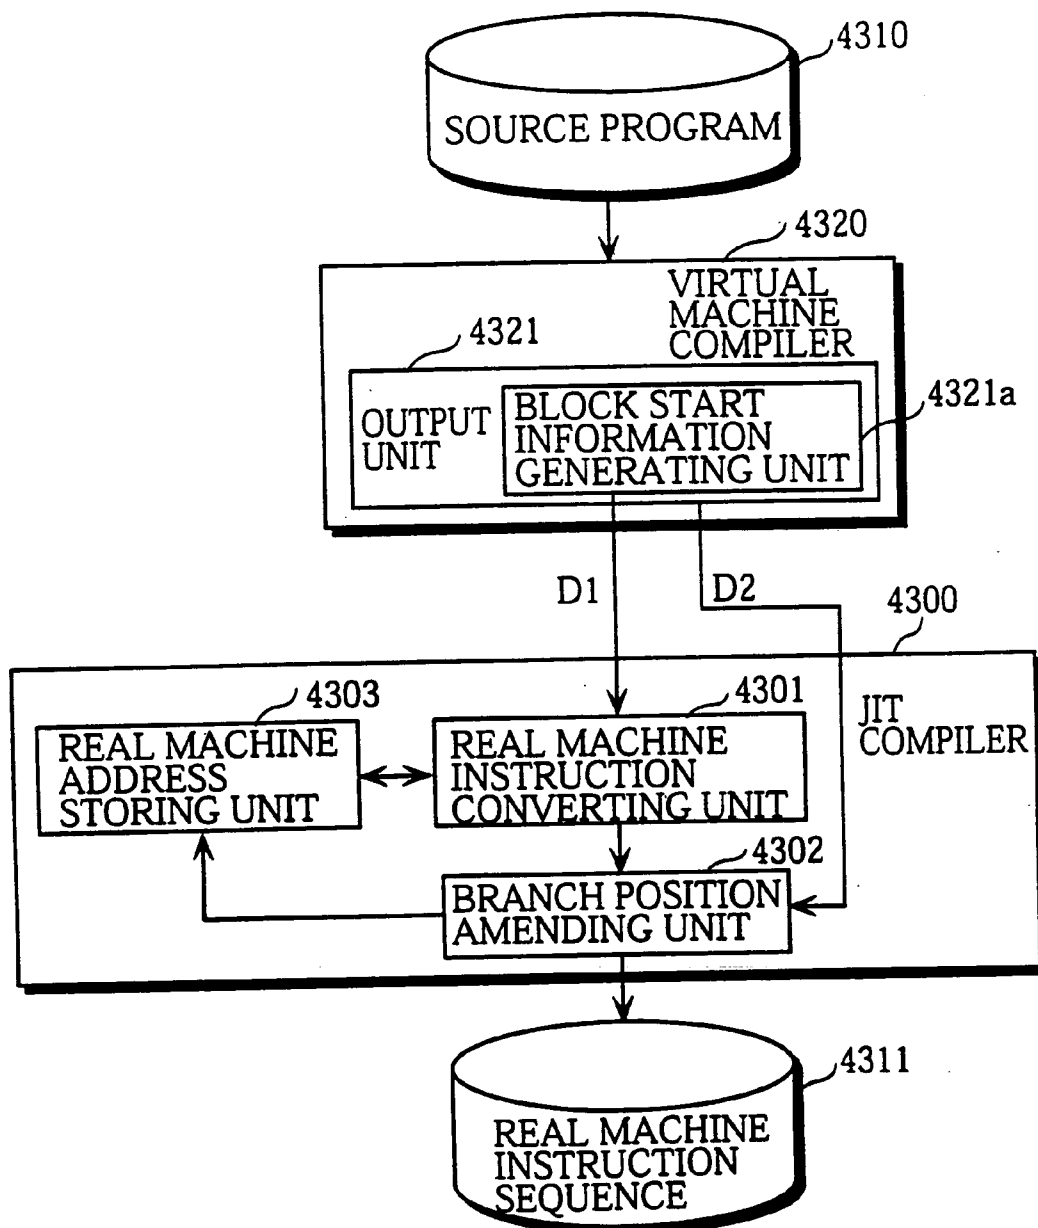 4310
SOURCE PROGRAM
4320
VIRTUAL
MACHINE
COMPILER
4321
4321a
OUTPUT
UNIT
BLOCK START
INFORMATION
GENERATING UNIT
D1
D2
4300
JIT
COMPILER
4303
REAL MACHINE
ADDRESS
STORING UNIT
4301
REAL MACHINE
INSTRUCTION
CONVERTING UNIT
4302
BRANCH POSITION
AMENDING UNIT
4311
REAL MACHINE
INSTRUCTION
SEQUENCE